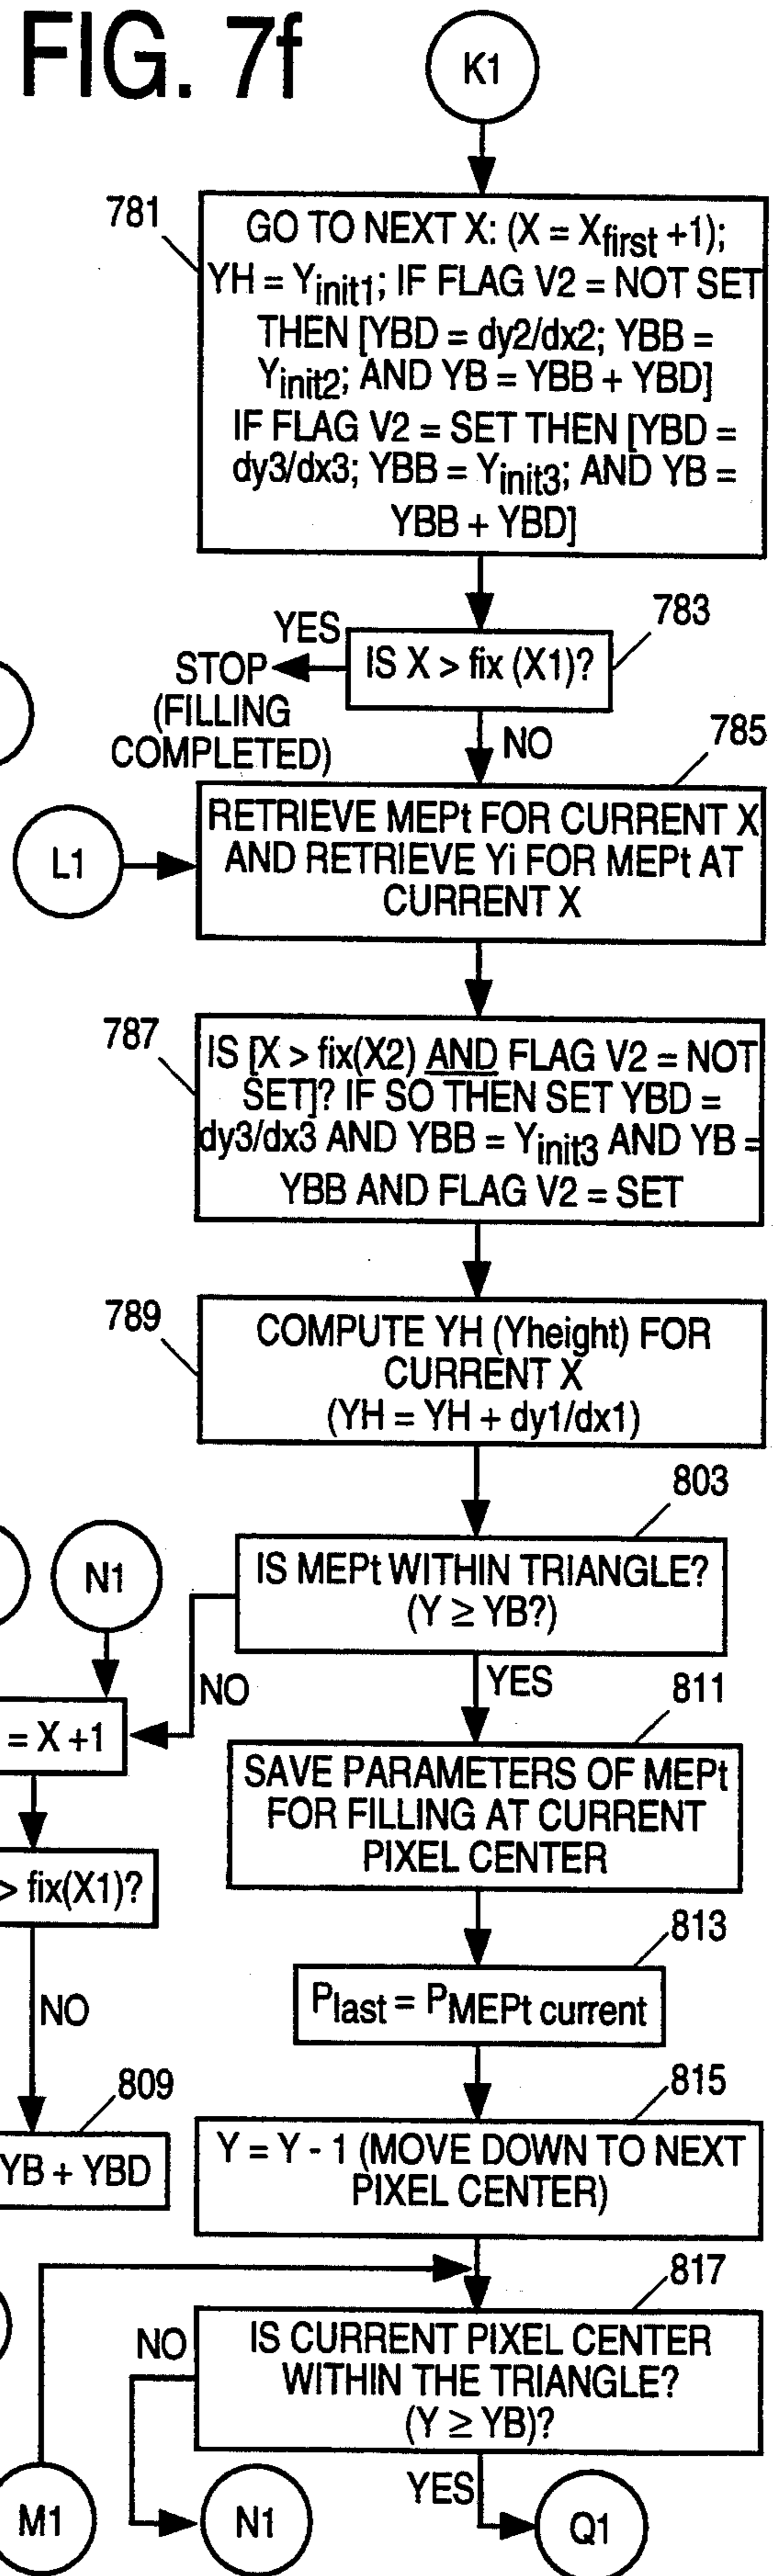 FIG. 7f
K1
781
GO TO NEXT X: (X = Xfirst +1);
YH = Yinit1; IF FLAG V2 = NOT SET
THEN [YBD = dy2/dx2; YBB =
Yinit2; AND YB = YBB + YBD]
IF FLAG V2 = SET THEN [YBD =
dy3/dx3; YBB = Yinit3; AND YB =
YBB + YBD]
783
YES
IS X > fix (X1)?
STOP
(FILLING
COMPLETED)
NO
785
L1
RETRIEVE MEPt FOR CURRENT X
AND RETRIEVE Yi FOR MEPt AT
CURRENT X
787
IS [X > fix(X2) AND FLAG V2 = NOT
SET]? IF SO THEN SET YBD =
dy3/dx3 AND YBB = Yinit3 AND YB =
YBB AND FLAG V2 = SET
789
COMPUTE YH (Yheight) FOR
CURRENT X
(YH = YH + dy1/dx1)
803
IS MEPt WITHIN TRIANGLE?
(Y ≥ YB?)
N1
NO
YES
= X +1
811
SAVE PARAMETERS OF MEPt
FOR FILLING AT CURRENT
PIXEL CENTER
> fix(X1)?
NO
813
Plast = PMEPt current
809
YB + YBD
815
Y = Y - 1 (MOVE DOWN TO NEXT
PIXEL CENTER)
817
NO
IS CURRENT PIXEL CENTER
WITHIN THE TRIANGLE?
(Y ≥ YB)?
YES
M1
N1
Q1